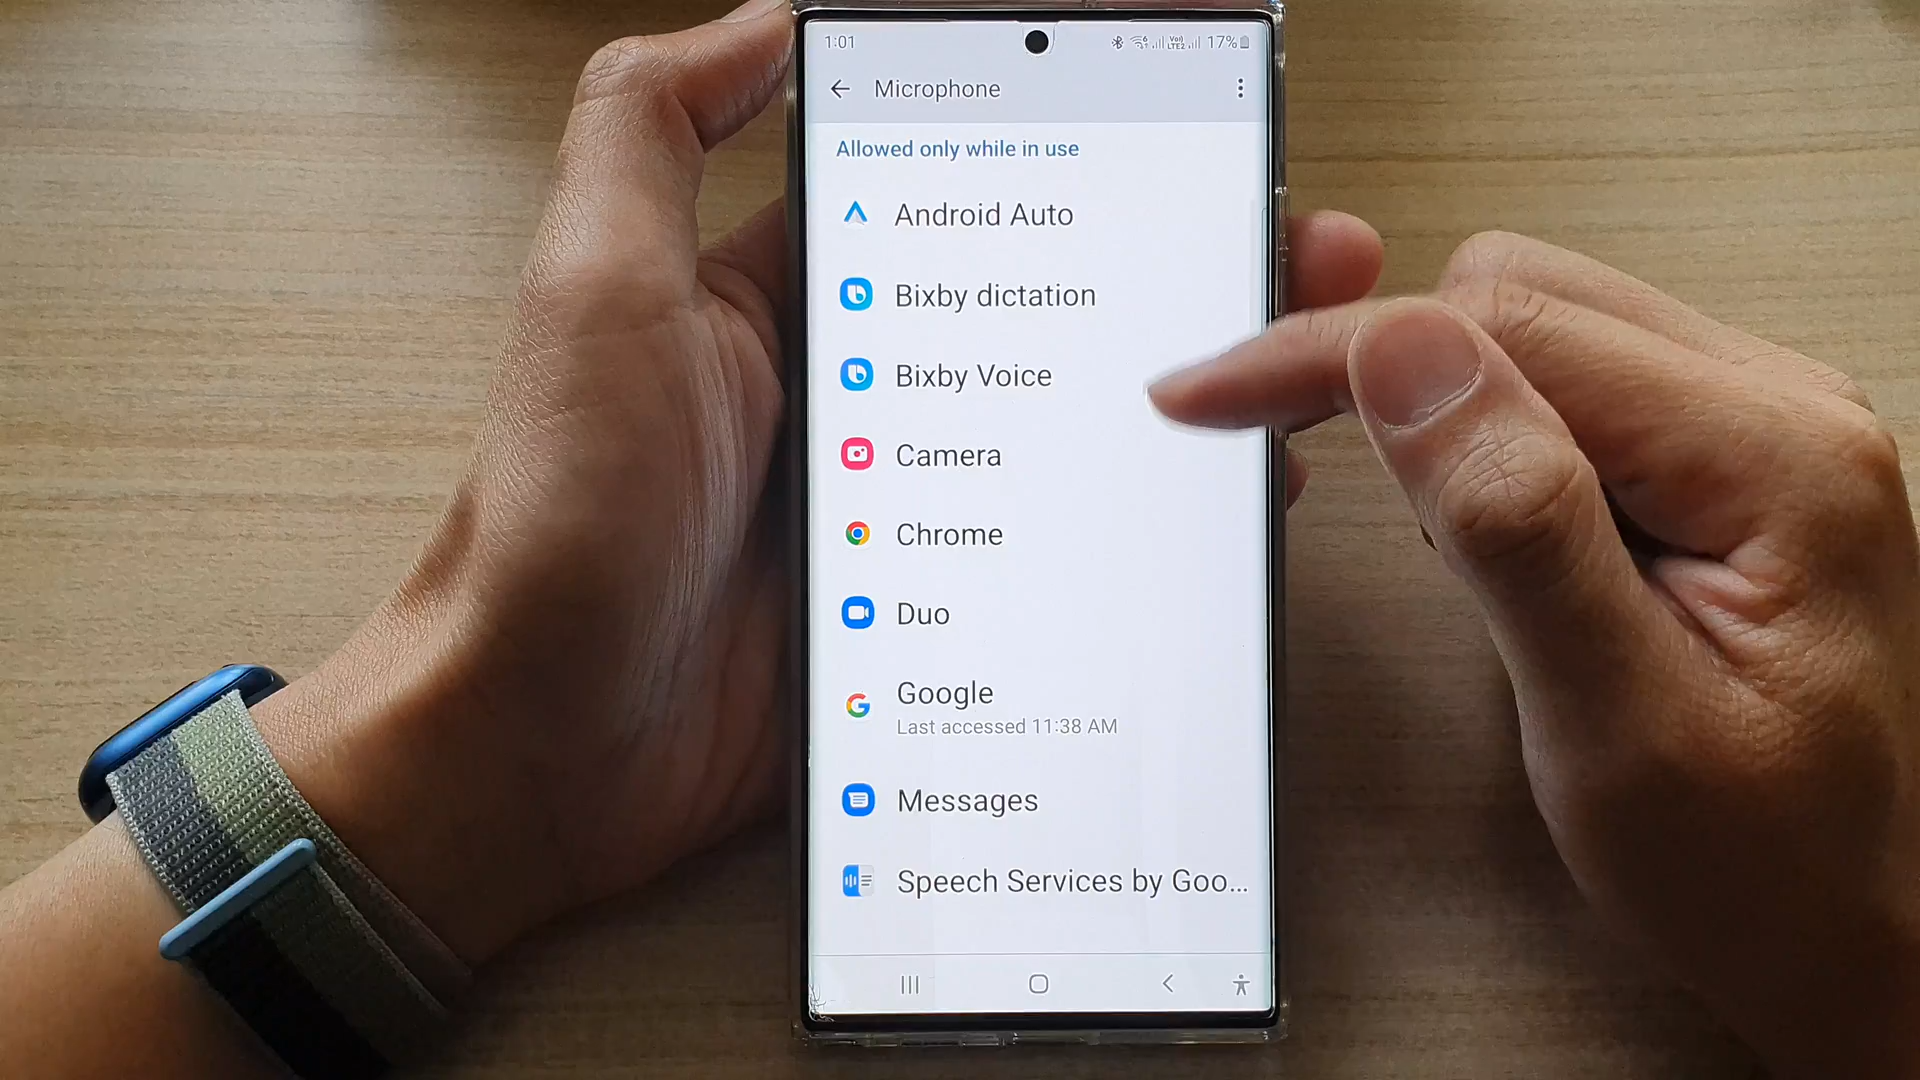 1:01
17%
Microphone
Allowed only while in use
Android Auto
Bixby dictation
Bixby Voice
Camera
Chrome
Duo
Google
Last accessed 11:38 AM
Messages
Speech Services by Goo...